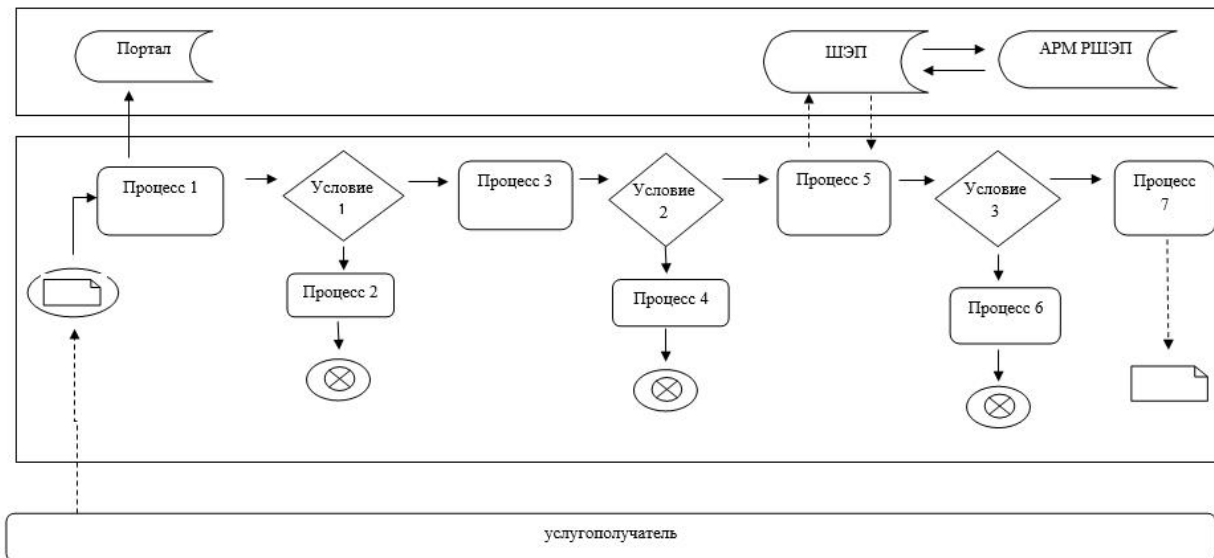 Портал
ШЭП
АРМ РШЭП
Процесс 1
Условие
1
Процесс 3
Условие
2
Процесс 5
Условие
3
Процесс
7
Процесс 2
Процесс 4
Процесс 6
услугополучатель